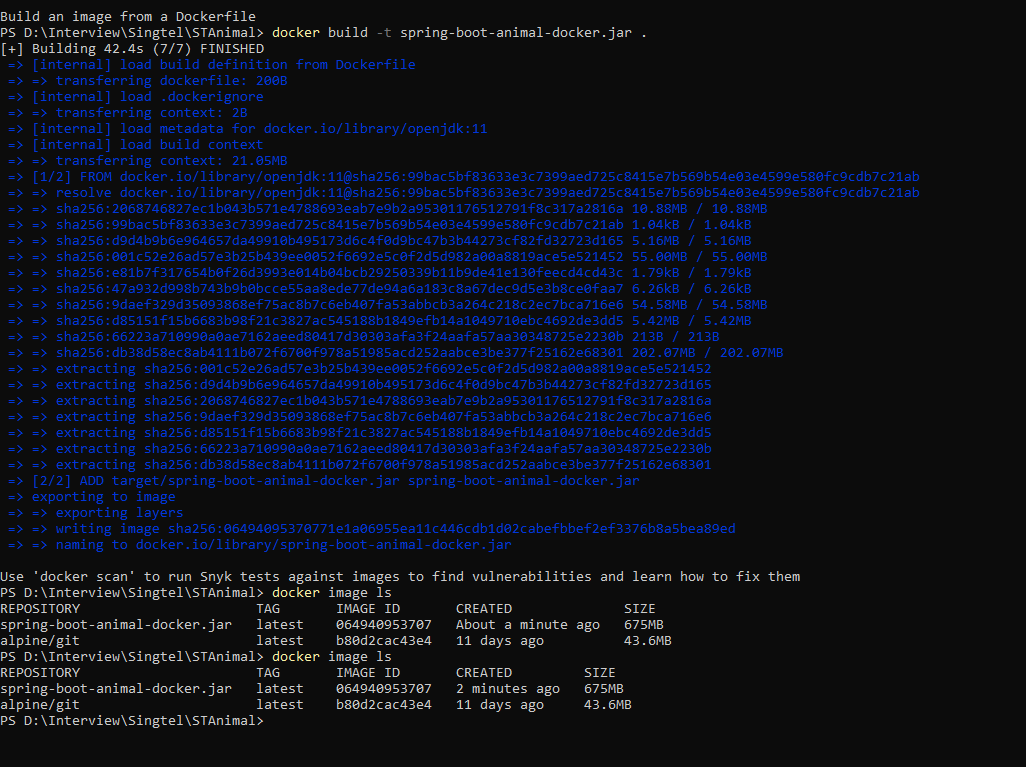 Build an image from a Dockerfile
PS D:\Interview\Singtel\STAnimal> docker build -t spring-boot-animal-docker.jar .
[+] Building 42.4s (7/7) FINISHED
=> [internal] load build definition from Dockerfile
=> => transferring dockerfile: 200B
=> [internal] load .dockerignore
=> => transferring context: 2B
=> [internal] load metadata for docker.io/library/openjdk:11
=> [internal] load build context
=> => transferring context: 21.05MB
=> [1/2] FROM docker.io/library/openjdk:11@sha256:99bac5bf83633e3c7399aed725c8415e7b569b54e03e4599e580fc9cdb7c21ab
=> => resolve docker.io/library/openjdk:11@sha256:99bac5bf83633e3c7399aed725c8415e7b569b54e03e4599e580fc9cdb7c21ab
=> => sha256:2068746827ec1b043b571e4788693eab7e9b2a95301176512791f8c317a2816a 10.88MB / 10.88MB
=> => sha256:99bac5bf83633e3c7399aed725c8415e7b569b54e03e4599e580fc9cdb7c21ab 1.04kB / 1.04kB
=> => sha256:d9d4b9b6e964657da49910b495173d6c4f0d9bc47b3b44273cf82fd32723d165 5.16MB / 5.16MB
=> => sha256:001c52e26ad57e3b25b439ee0052f6692e5c0f2d5d982a00a8819ace5e521452 55.00MB / 55.00MB
=> => sha256:e81b7f317654b0f26d3993e014b04bcb29250339b11b9de41e130feecd4cd43c 1.79kB / 1.79kB
=> => sha256:47a932d998b743b9b0bcce55aa8ede77de94a6a183c8a67dec9d5e3b8ce0faa7 6.26kB / 6.26kB
=> => sha256:9daef329d35093868ef75ac8b7c6eb407fa53abbcb3a264c218c2ec7bca716e6 54.58MB / 54.58MB
=> => sha256:d85151f15b6683b98f21c3827ac545188b1849efb14a1049710ebc4692de3dd5 5.42MB / 5.42MB
=> => sha256:66223a710990a0ae7162aeed80417d30303afa3f24aafa57aa30348725e2230b 213B / 213B
=> => sha256:db38d58ec8ab4111b072f6700f978a51985acd252aabce3be377f25162e68301 202.07MB / 202.07MB
=> => extracting sha256:001c52e26ad57e3b25b439ee0052f6692e5c0f2d5d982a00a8819ace5e521452
=> => extracting sha256:d9d4b9b6e964657da49910b495173d6c4f0d9bc47b3b44273cf82fd32723d165
=> => extracting sha256:2068746827ec1b043b571e4788693eab7e9b2a95301176512791f8c317a2816a
=> => extracting sha256:9daef329d35093868ef75ac8b7c6eb407fa53abbcb3a264c218c2ec7bca716e6
=> => extracting sha256:d85151f15b6683b98f21c3827ac545188b1849efb14a1049710ebc4692de3dd5
=> => extracting sha256:66223a710990a0ae7162aeed80417d30303afa3f24aafa57aa30348725e2230b
=> => extracting sha256:db38d58ec8ab4111b072f6700f978a51985acd252aabce3be377f25162e68301
=> [2/2] ADD target/spring-boot-animal-docker.jar spring-boot-animal-docker.jar
=> exporting to image
=> => exporting layers
=> => writing image sha256:06494095370771e1a06955ea11c446cdb1d02cabefbbef2ef3376b8a5bea89ed
=> => naming to docker.io/library/spring-boot-animal-docker.jar
Use 'docker scan' to run Snyk tests against images to find vulnerabilities and learn how to fix them
PS D:\Interview\Singtel\STAnimal> docker image ls
REPOSITORY TAG IMAGE ID CREATED SIZE
spring-boot-animal-docker.jar latest 064940953707 About a minute ago 675MB
alpine/git latest b80d2cac43e4 11 days ago 43.6MB
PS D:\Interview\Singtel\STAnimal> docker image ls
REPOSITORY TAG IMAGE ID CREATED SIZE
spring-boot-animal-docker.jar latest 064940953707 2 minutes ago 675MB
alpine/git latest b80d2cac43e4 11 days ago 43.6MB
PS D:\Interview\Singtel\STAnimal>